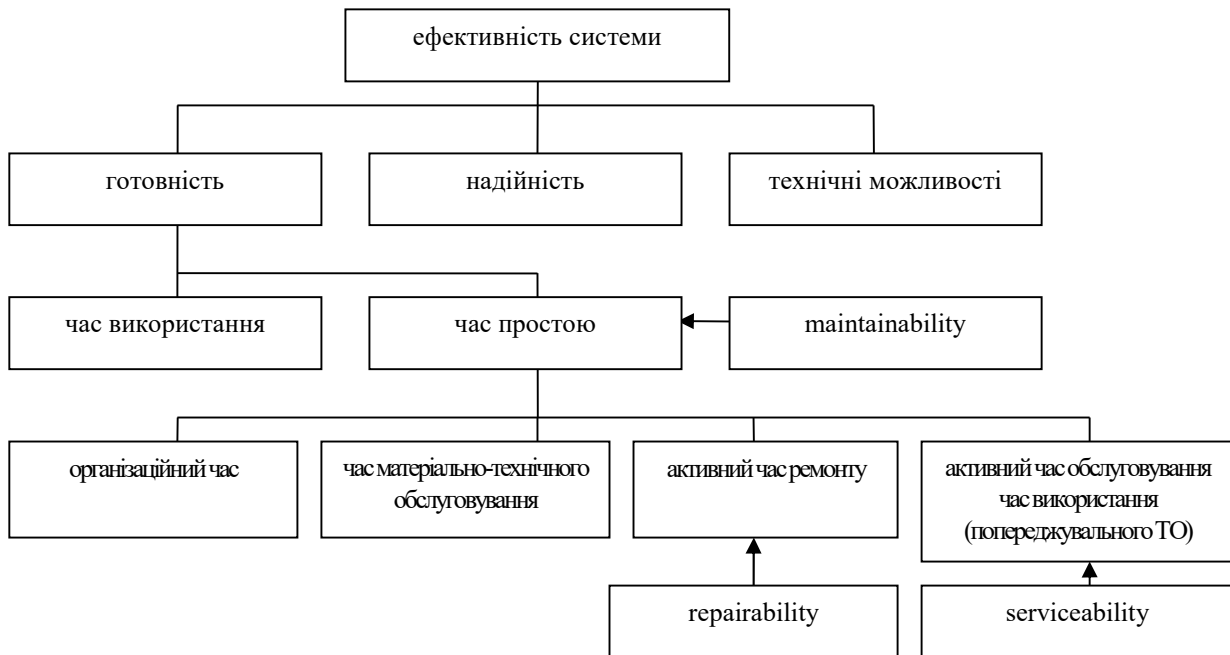 ефективність системи
готовність
надійність
технічні можливості
час використання
час простою
maintainability
організаційний час
час матеріально-технічного
обслуговування
активний час ремонту
активний час обслуговування
час використання
(попереджувального ТО)
repairability
serviceability